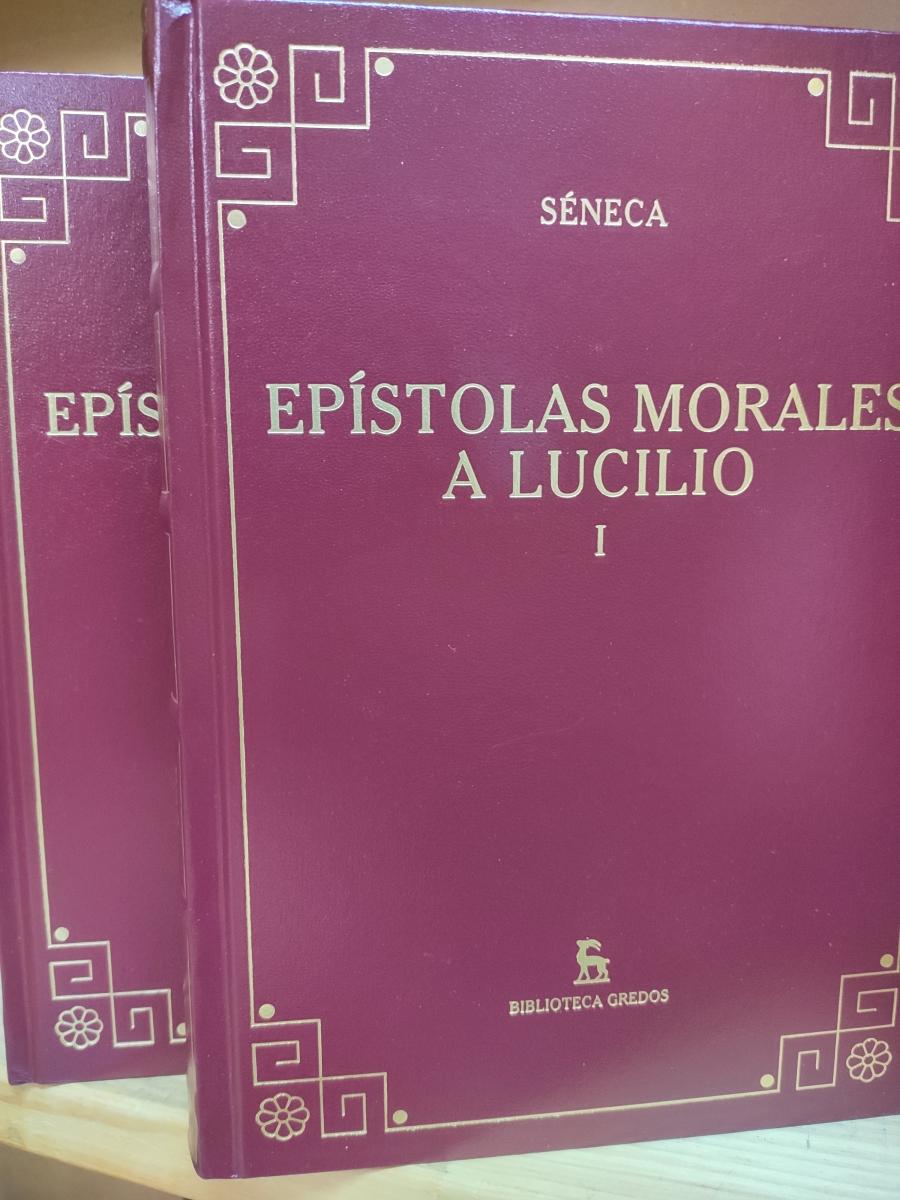 SÉNECA
EPÍSTOLAS MORALES
A LUCILIO
I
BIBLIOTECA GREDOS
EPÍS